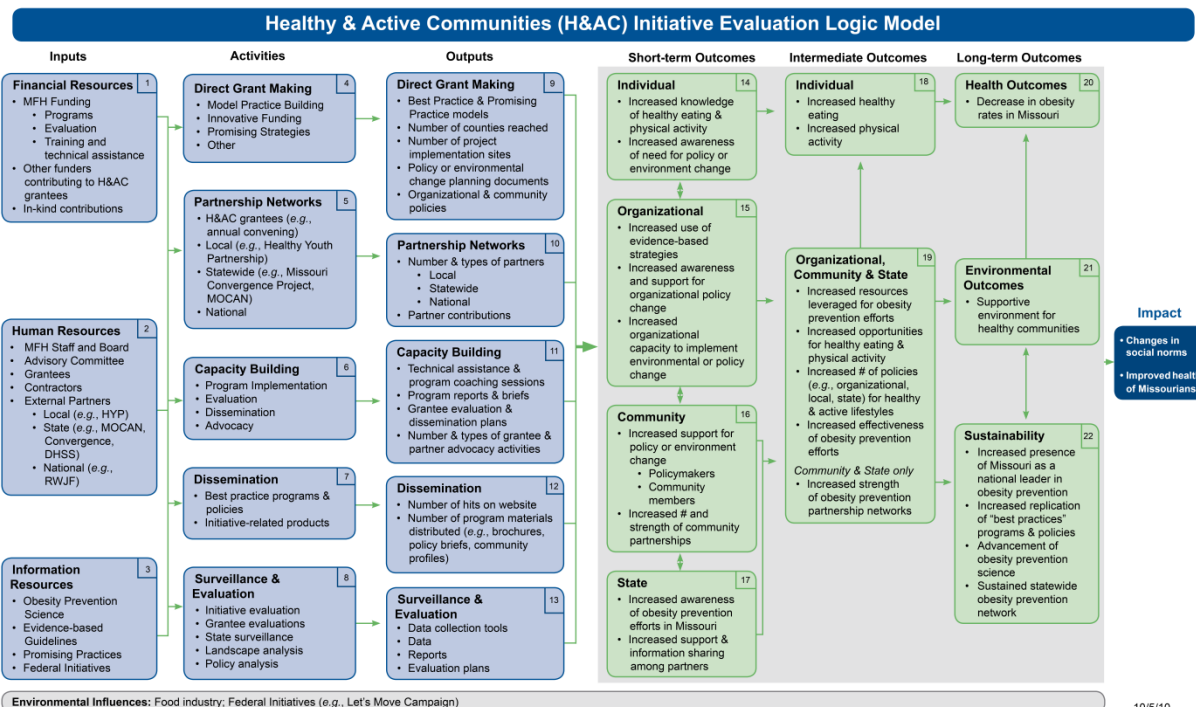 Healthy & Active Communities (H&AC) Initiative Evaluation Logic Model
Inputs
Activities
Outputs
Short-term Outcomes
Intermediate Outcomes
Long-term Outcomes
Financial Resources
1
• MFH Funding
• Programs
• Evaluation
• Training and
technical assistance
• Other funders
contributing to H&AC
grantees
• In-kind contributions
Human Resources
2
• MFH Staff and Board
• Advisory Committee
• Grantees
• Contractors
• External Partners
• Local (e.g., HYP)
• State (e.g., MOCAN,
Convergence,
DHSS)
• National (e.g.,
RWJF)
Information
Resources
3
• Obesity Prevention
Science
• Evidence-based
Guidelines
• Promising Practices
• Federal Initiatives
Direct Grant Making
4
• Model Practice Building
• Innovative Funding
• Promising Strategies
• Other
Partnership Networks
5
• H&AC grantees (e.g.,
annual convening)
• Local (e.g., Healthy Youth
Partnership)
• Statewide (e.g., Missouri
Convergence Project,
MOCAN)
• National
Capacity Building
6
• Program Implementation
• Evaluation
• Dissemination
• Advocacy
Dissemination
7
• Best practice programs &
policies
• Initiative-related products
Surveillance &
Evaluation
8
• Initiative evaluation
• Grantee evaluations
• State surveillance
• Landscape analysis
• Policy analysis
Direct Grant Making
9
• Best Practice & Promising
Practice models
• Number of counties reached
• Number of project
implementation sites
• Policy or environmental
change planning documents
• Organizational & community
policies
Partnership Networks
10
• Number & types of partners
• Local
• Statewide
• National
• Partner contributions
Capacity Building
11
• Technical assistance &
program coaching sessions
• Program reports & briefs
• Grantee evaluation &
dissemination plans
• Number & types of grantee &
partner advocacy activities
Dissemination
12
• Number of hits on website
• Number of program materials
distributed (e.g., brochures,
policy briefs, community
profiles)
Surveillance &
Evaluation
13
• Data collection tools
• Data
• Reports
• Evaluation plans
Individual
14
• Increased knowledge
of healthy eating &
physical activity
• Increased awareness
of need for policy or
environment change
Organizational
15
• Increased use of
evidence-based
strategies
• Increased awareness
and support for
organizational policy
change
• Increased
organizational
capacity to implement
environmental or policy
change
Community
16
• Increased support for
policy or environment
change
• Policymakers
• Community
members
• Increased # and
strength of community
partnerships
State
17
• Increased awareness
of obesity prevention
efforts in Missouri
• Increased support &
information sharing
among partners
Individual
18
• Increased healthy
eating
• Increased physical
activity
Organizational,
Community & State
19
• Increased resources
leveraged for obesity
prevention efforts
• Increased opportunities
for healthy eating &
physical activity
• Increased # of policies
(e.g., organizational,
local, state) for healthy
& active lifestyles
• Increased effectiveness
of obesity prevention
efforts
Community & State only
• Increased strength
of obesity prevention
partnership networks
Health Outcomes
20
• Decrease in obesity
rates in Missouri
Environmental
Outcomes
21
• Supportive
environment for
healthy communities
Sustainability
22
• Increased presence
of Missouri as a
national leader in
obesity prevention
• Increased replication
of “best practices”
programs & policies
• Advancement of
obesity prevention
science
• Sustained statewide
obesity prevention
network
Impact
• Changes in
social norms
• Improved health
of Missourians
Environmental Influences: Food industry; Federal Initiatives (e.g., Let's Move Campaign)
10/5/10